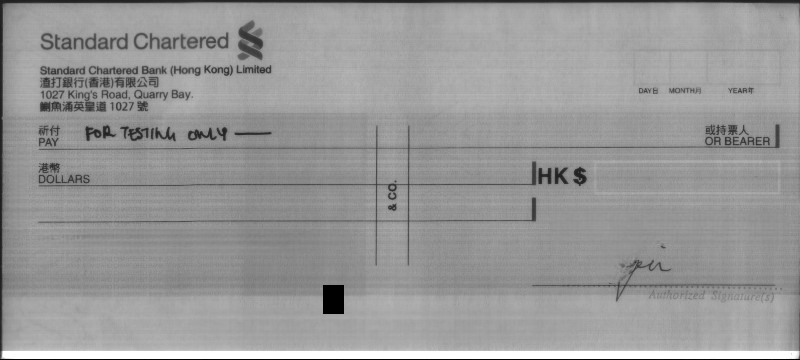 Standard Chartered
Standard Chartered Bank (Hong Kong) Limited
渣打銀行(香港)有限公司
1027 King's Road, Quarry Bay.
鰂魚涌英皇道 1027 號
DAY日 MONTH月 YEAR年
祈付
PAY
FOR TESTING ONLY
或持票人
OR BEARER
港幣
DOLLARS
& CO.
HK $
Authorized Signature(s)